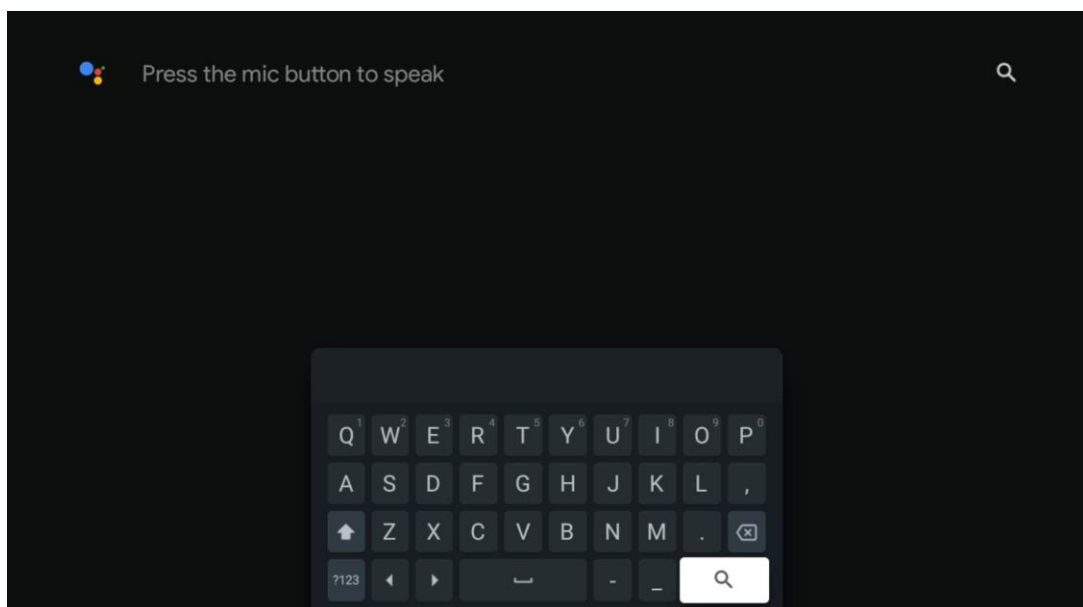 Press the mic button to speak
Q1 W2 E3 R4 T5 Y6 U7 I8 O9 P0
A S D F G H J K L ,
Z X C V B N M .
?123 - _